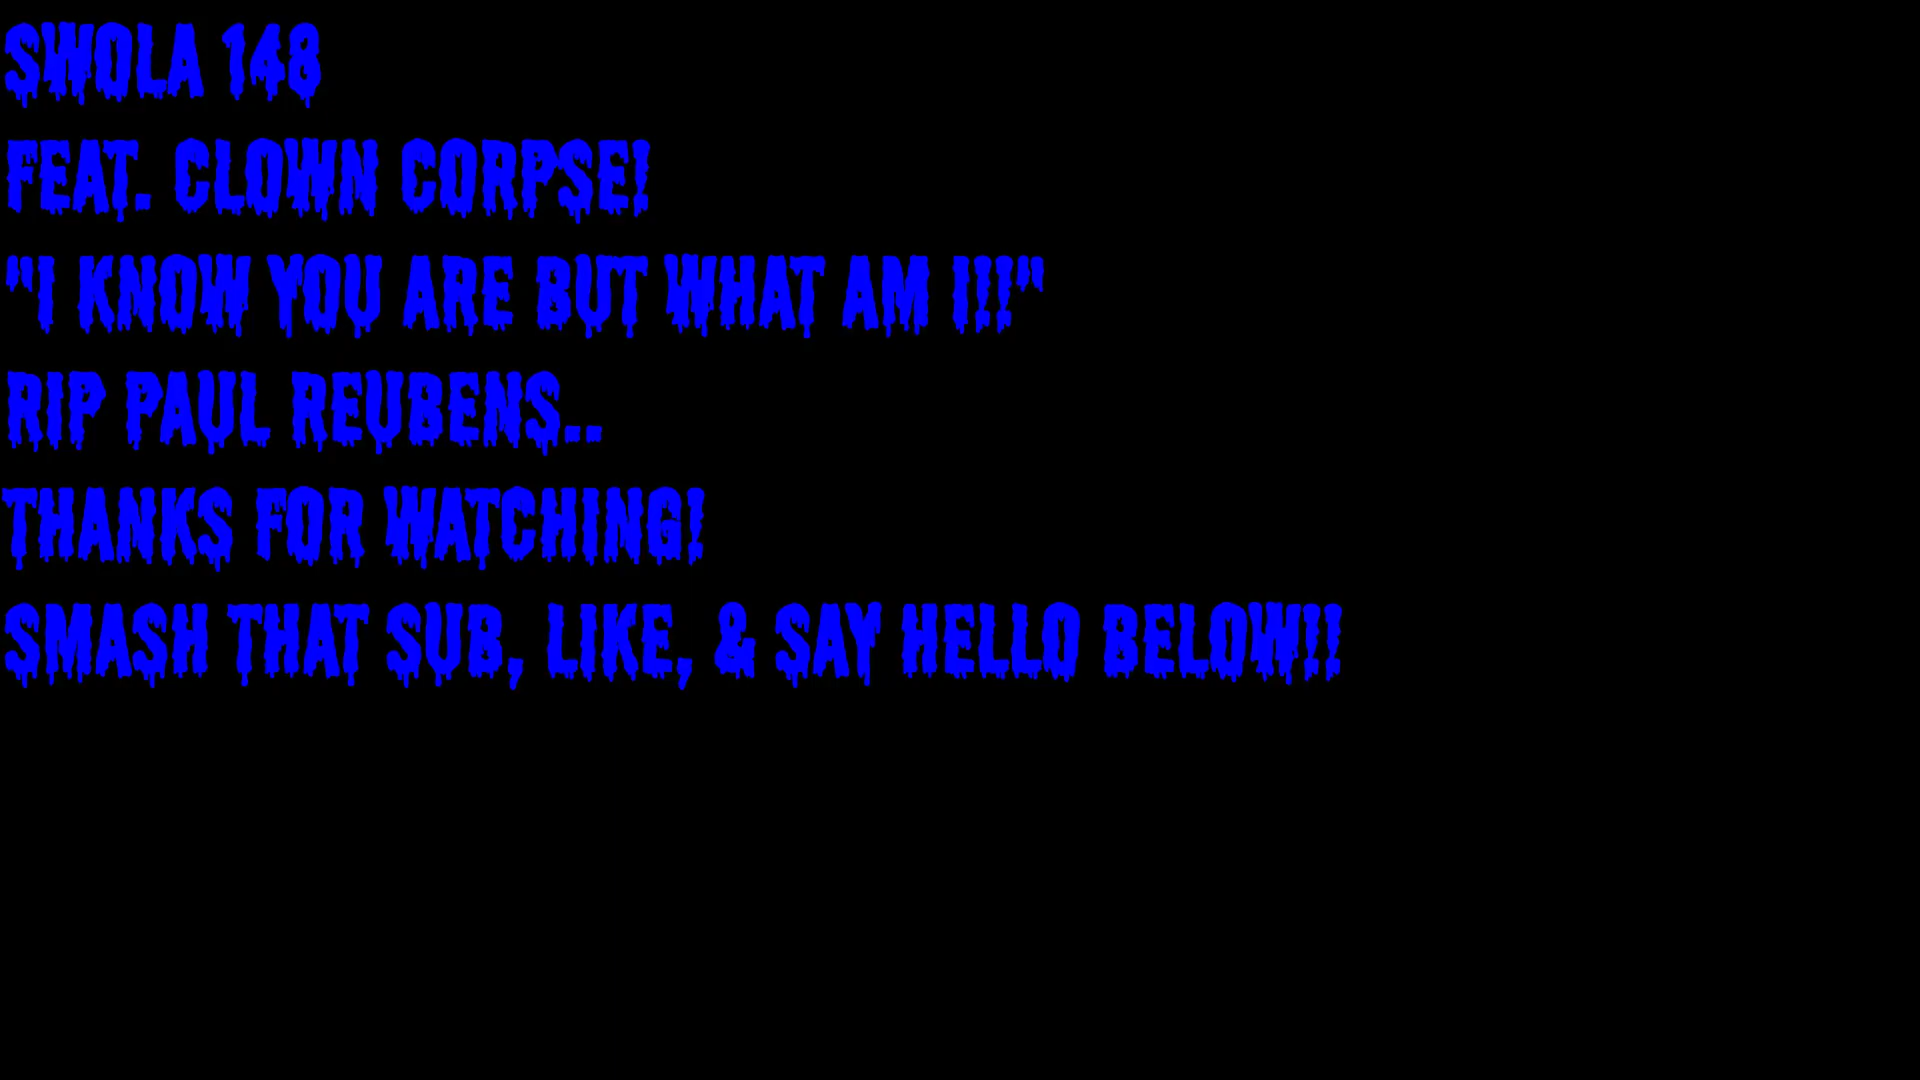 SWOLA 148
FEAT. CLOWN CORPSE!
"I KNOW YOU ARE BUT WHAT AM I!!"
RIP PAUL REUBENS..
THANKS FOR WATCHING!
SMASH THAT SUB, LIKE, & SAY HELLO BELOW!!